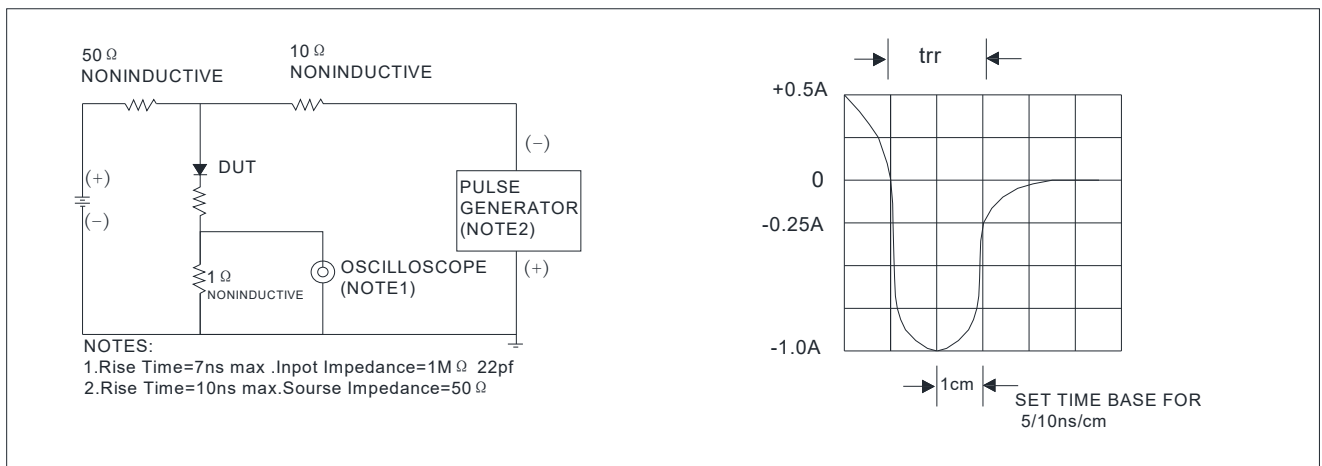 50 Ω
NONINDUCTIVE
10 Ω
NONINDUCTIVE
DUT
(+)
(−)
1 Ω
NONINDUCTIVE
OSCILLOSCOPE
(NOTE1)
(−)
PULSE
GENERATOR
(NOTE2)
(+)
NOTES:
1.Rise Time=7ns max .Inpot Impedance=1M Ω 22pf
2.Rise Time=10ns max.Sourse Impedance=50 Ω
trr
+0.5A
0
-0.25A
-1.0A
1cm
SET TIME BASE FOR
5/10ns/cm